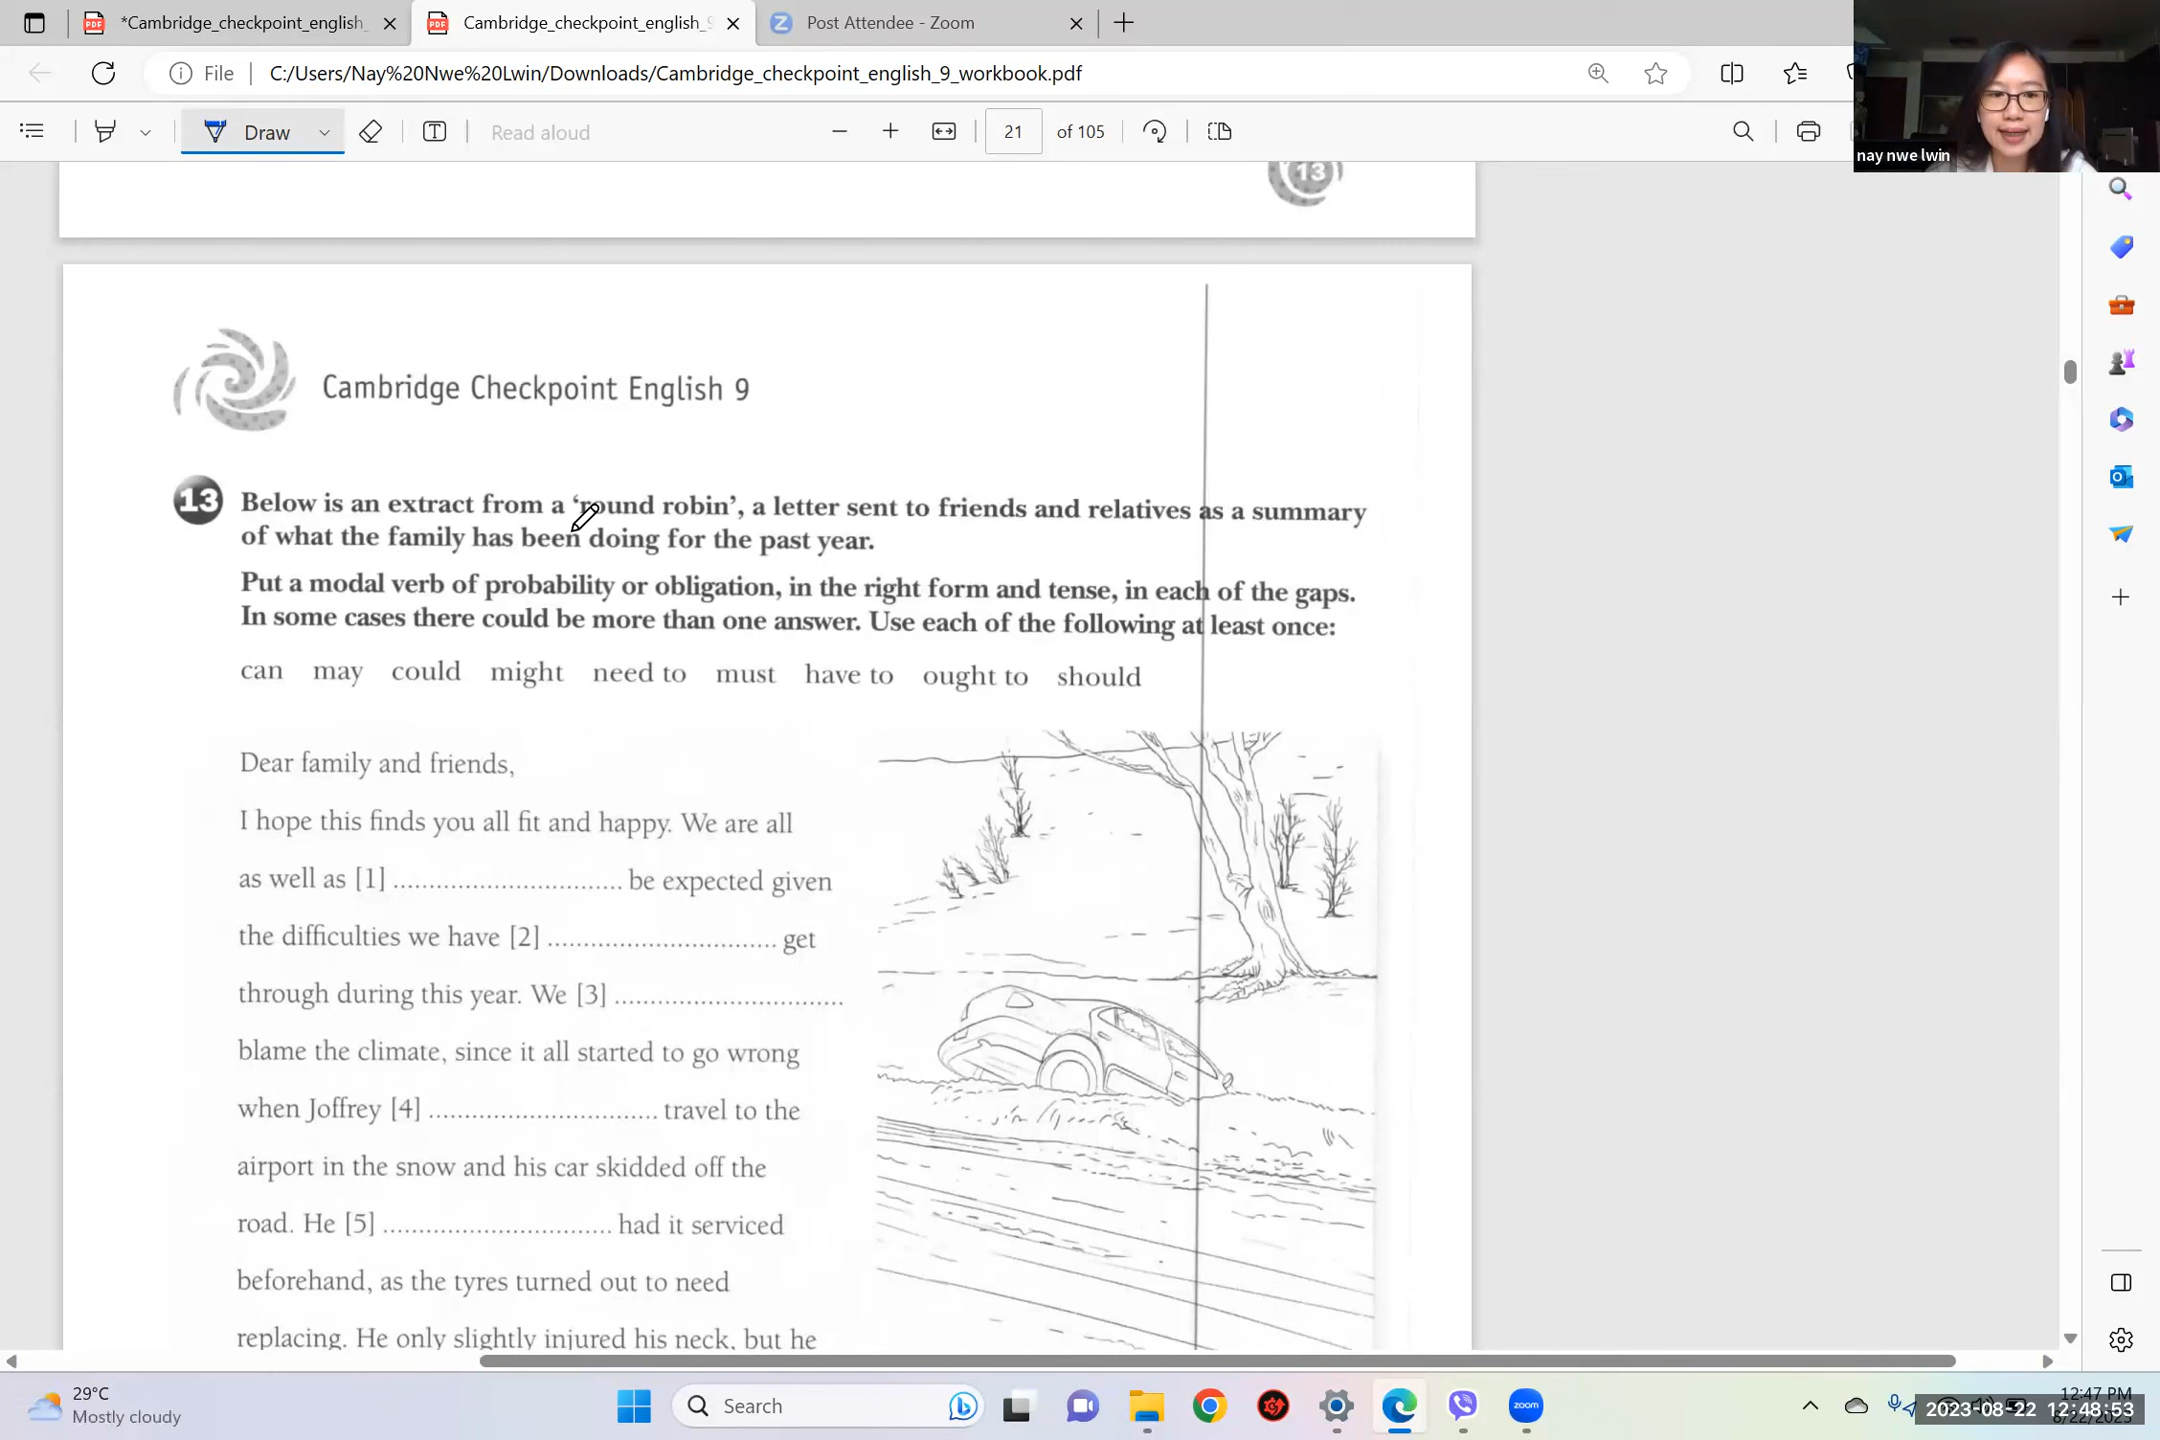 *Cambridge_checkpoint_english_
Cambridge_checkpoint_english_9
Post Attendee - Zoom
File
C:/Users/Nay%20Nwe%20Lwin/Downloads/Cambridge_checkpoint_english_9_workbook.pdf
Draw
Read aloud
21
of 105
nay nwe lwin
13
Cambridge Checkpoint English 9
13 Below is an extract from a ‘round robin’, a letter sent to friends and relatives as a summary
of what the family has been doing for the past year.
Put a modal verb of probability or obligation, in the right form and tense, in each of the gaps.
In some cases there could be more than one answer. Use each of the following at least once:
can may could might need to must have to ought to should
Dear family and friends,
I hope this finds you all fit and happy. We are all
as well as [1] ................................ be expected given
the difficulties we have [2] ................................ get
through during this year. We [3] ................................
blame the climate, since it all started to go wrong
when Joffrey [4] ................................ travel to the
airport in the snow and his car skidded off the
road. He [5] ................................ had it serviced
beforehand, as the tyres turned out to need
replacing. He only slightly injured his neck, but he
29°C
Mostly cloudy
Search
zoom
12:47 PM
8/22/2023
2023-08-22 12:48:53